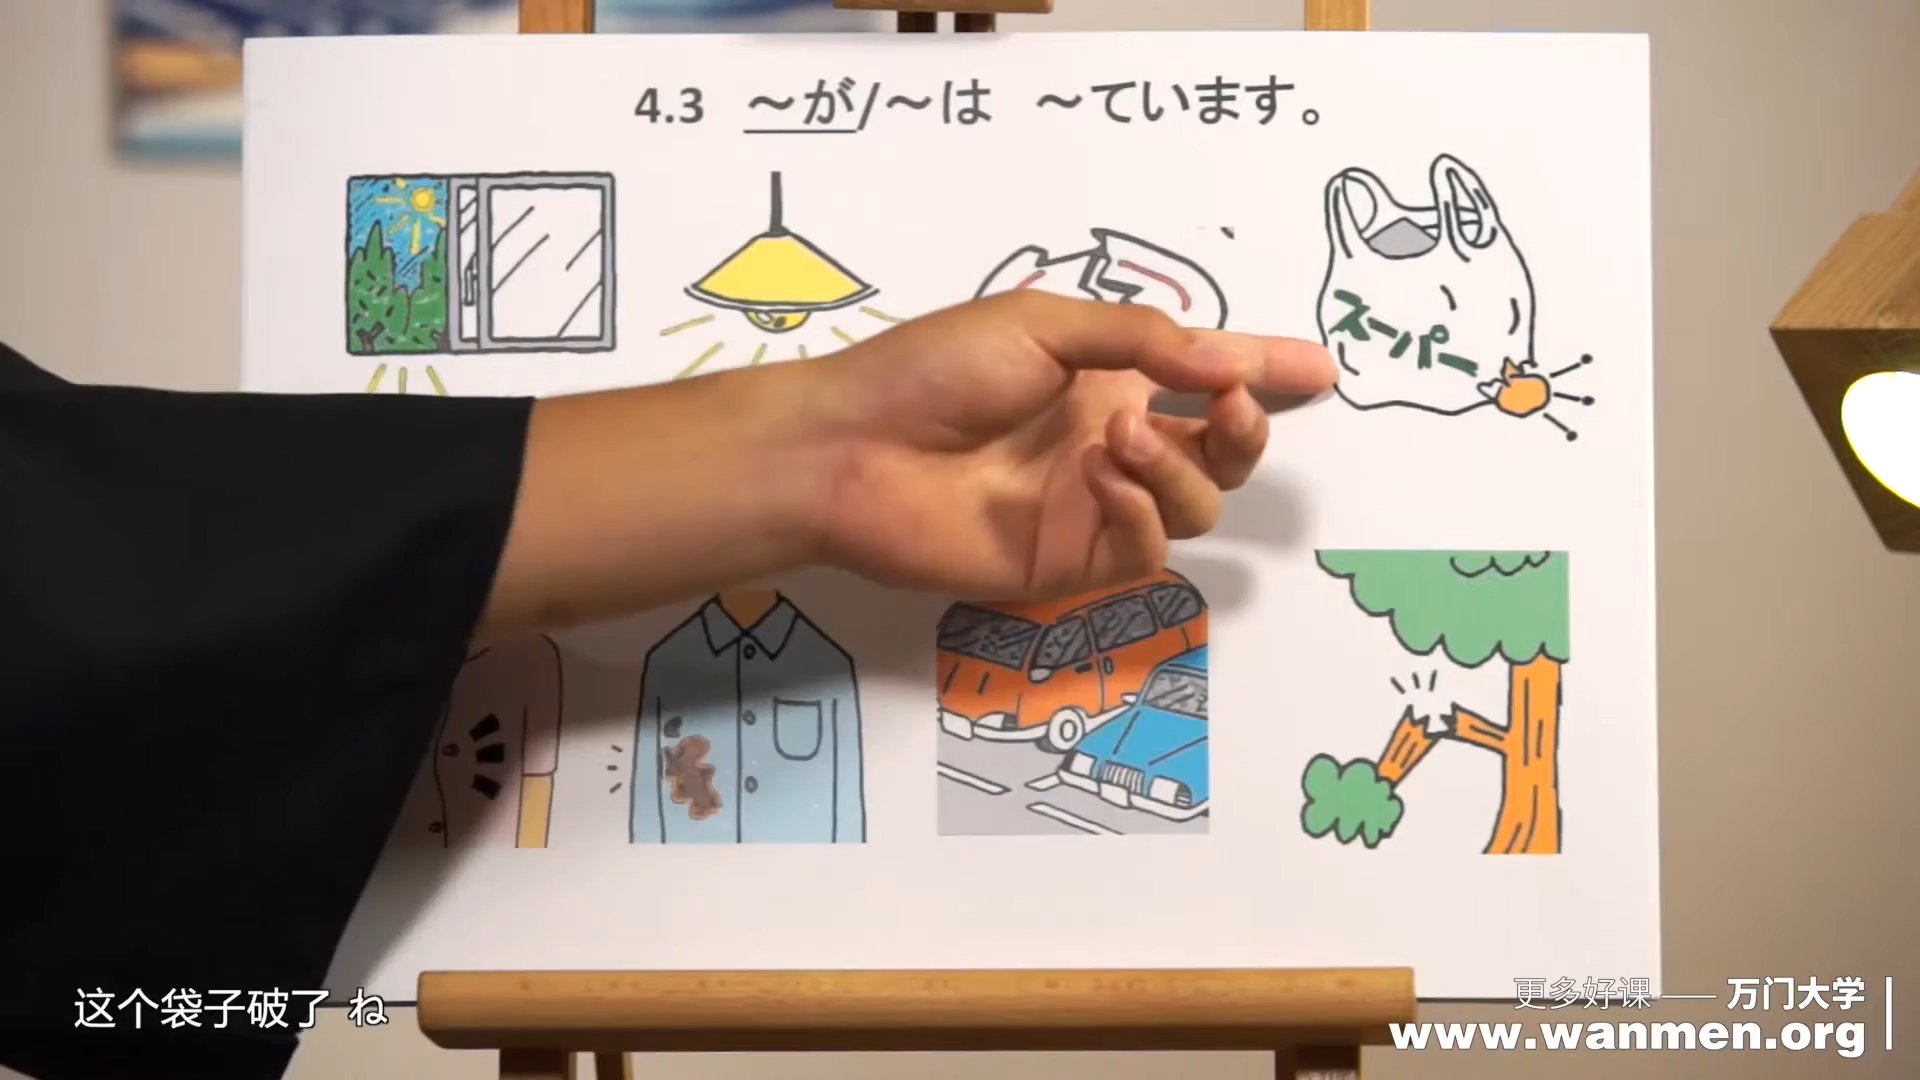 4.3 ～が/～は ～ています。
スーパー
这个袋子破了 ね
更多好课 —— 万门大学
www.wanmen.org